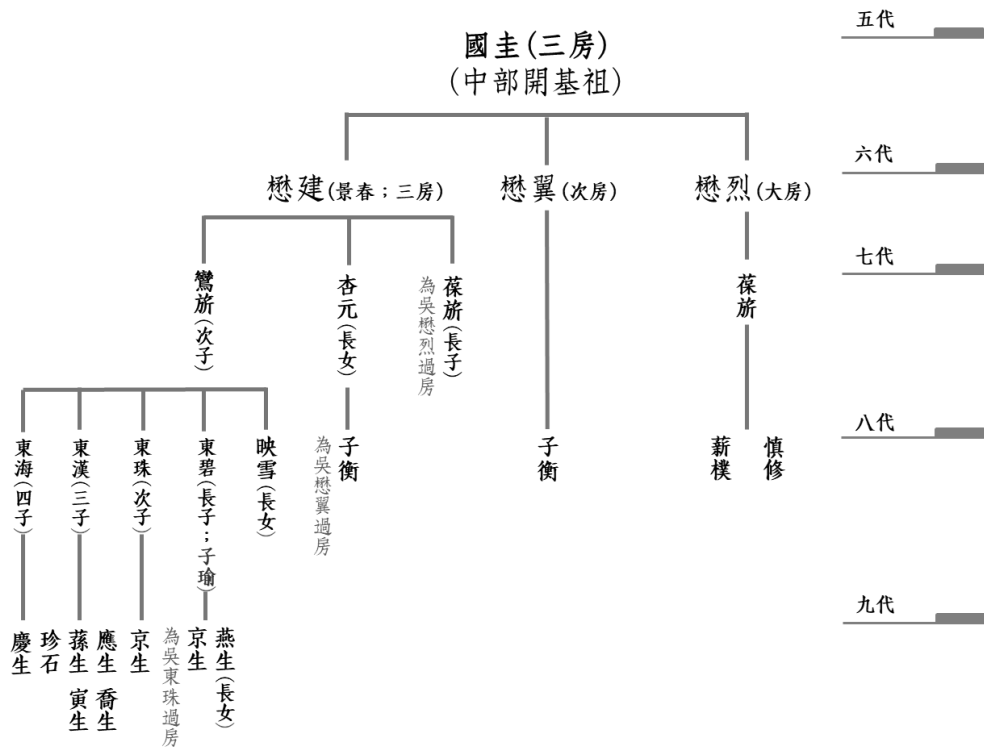 五代
國圭(三房)
(中部開基祖)
六代
懋建(景春；三房)
懋翼(次房)
懋烈(大房)
七代
鶯旂(次子)
杏元(長女)
葆旂(長子)
為吳懋烈過房
葆旂
八代
東海(四子)
東漢(三子)
東珠(次子)
東碧(長子；子瑜)
映雪(長女)
子衡
為吳懋翼過房
子衡
薪樸
慎修
九代
慶生
珍石
蓀生 寅生
應生 喬生
京生
京生
為吳東珠過房
燕生(長女)